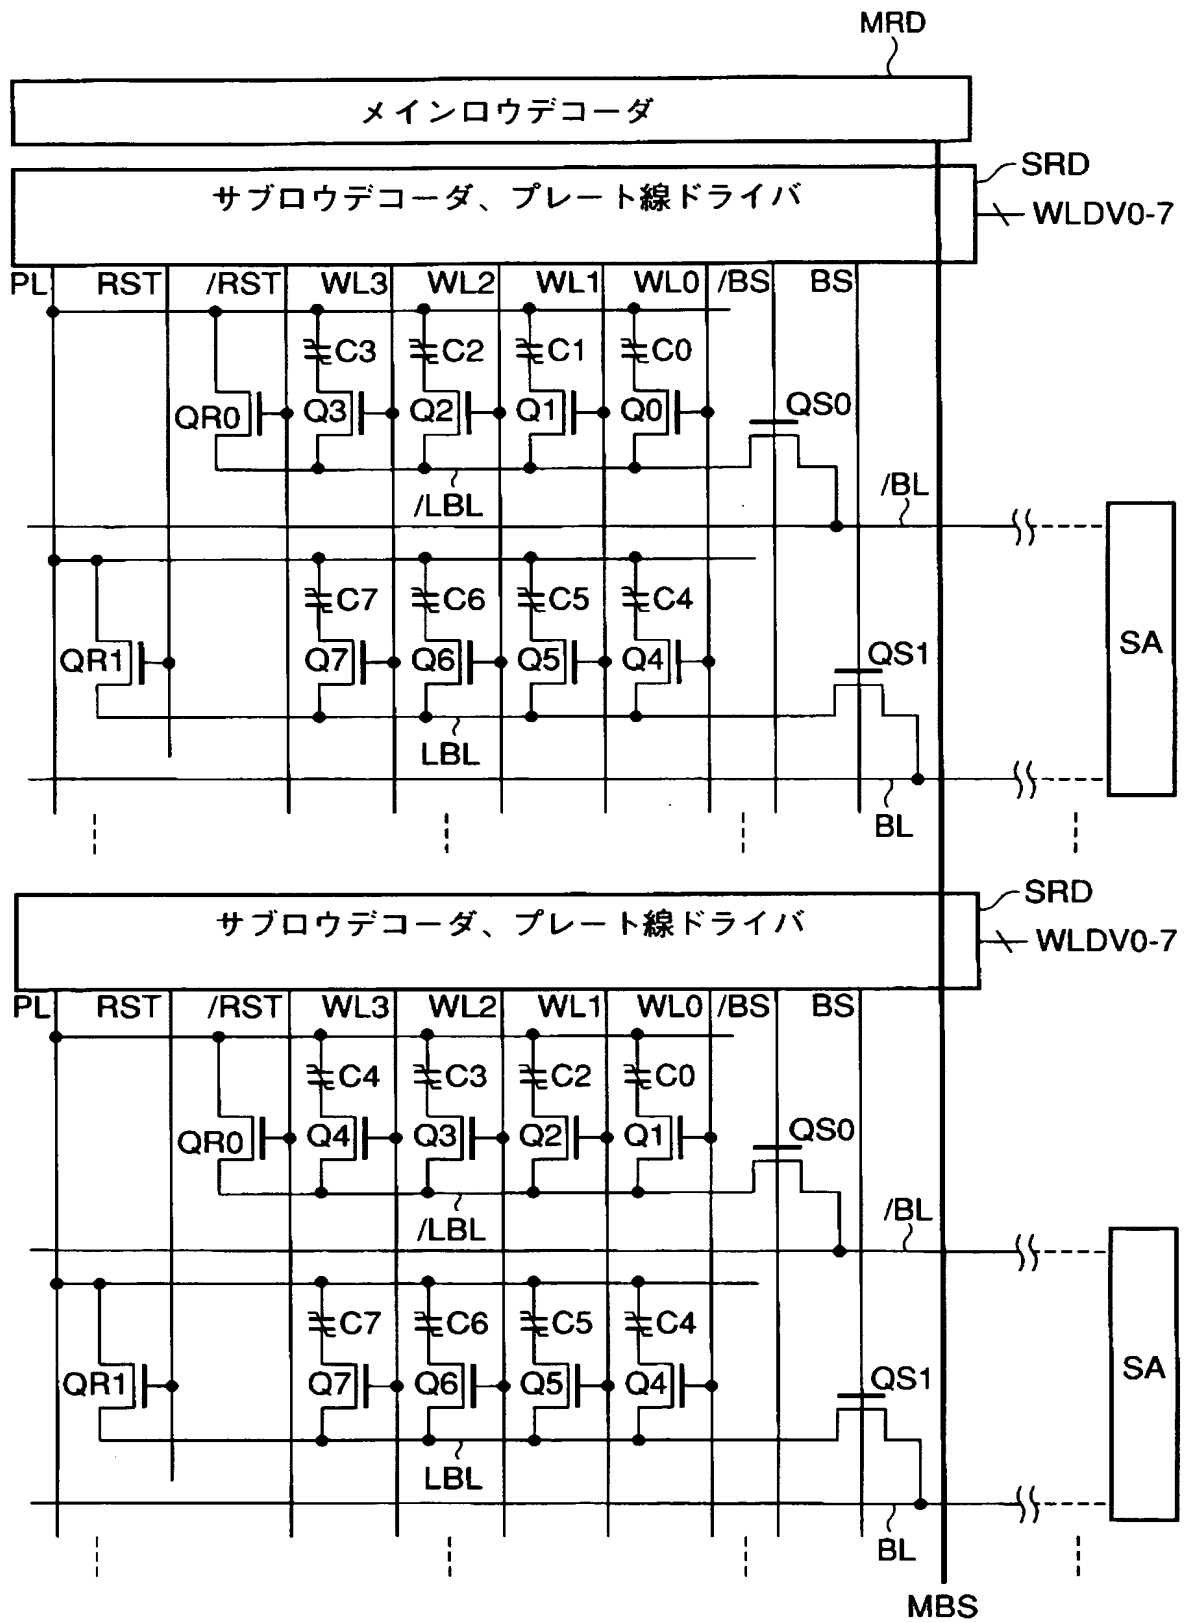 MRD
メインロウデコーダ
SRD
サブロウデコーダ、プレート線ドライバ
WLDV0-7
PL RST /RST WL3 WL2 WL1 WL0 /BS BS
C3 C2 C1 C0
QR0 Q3 Q2 Q1 Q0 QS0
/LBL /BL
C7 C6 C5 C4
QR1 Q7 Q6 Q5 Q4 QS1 SA
LBL
BL
SRD
サブロウデコーダ、プレート線ドライバ
WLDV0-7
PL RST /RST WL3 WL2 WL1 WL0 /BS BS
C4 C3 C2 C0
QR0 Q4 Q3 Q2 Q1 QS0
/LBL /BL
C7 C6 C5 C4
QR1 Q7 Q6 Q5 Q4 QS1 SA
LBL
BL
MBS